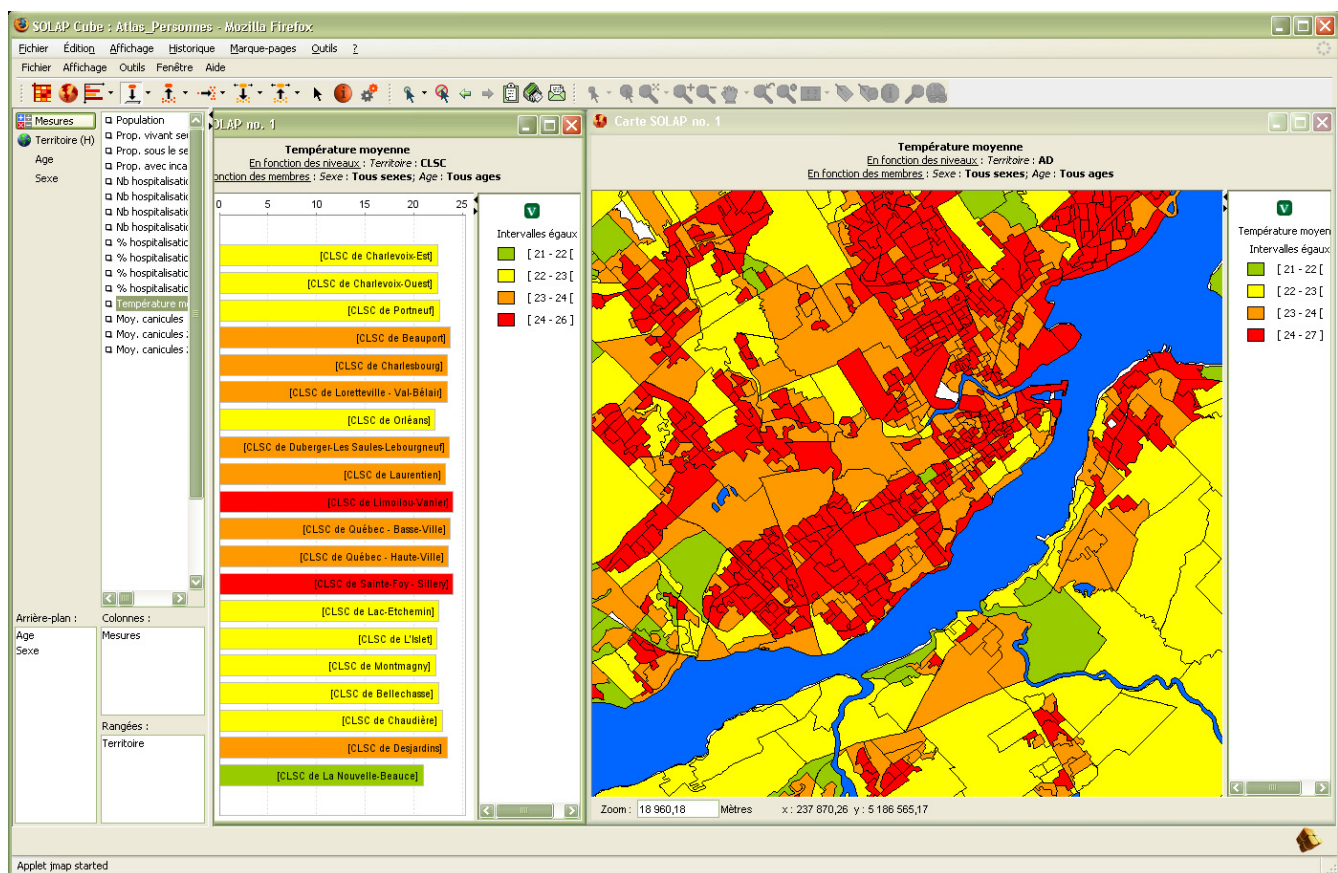 SOLAP Cube : Atlas_Personnes - Mozilla Firefox
Fichier Édition Affichage Historique Marque-pages Outils ?
Fichier Affichage Outils Fenêtre Aide
Mesures
Territoire (H)
Age
Sexe
Population
Prop. vivant seu
Prop. sous le se
Prop. avec inca
Nb hospitalisatic
Nb hospitalisatic
Nb hospitalisatic
Nb hospitalisatic
% hospitalisatic
% hospitalisatic
% hospitalisatic
% hospitalisatic
Température m
Moy. canicules
Moy. canicules 2
Moy. canicules
Arrière-plan :
Age
Sexe
Colonnes :
Mesures
Rangées :
Territoire
OLAP no. 1
Température moyenne
En fonction des niveaux : Territoire : CLSC
onction des membres : Sexe : Tous sexes; Age : Tous ages
0 5 10 15 20 25
[CLSC de Charlevoix-Est]
[CLSC de Charlevoix-Ouest]
[CLSC de Portneuf]
[CLSC de Beauport]
[CLSC de Charlesbourg]
[CLSC de Loretteville - Val-Bélair]
[CLSC de Orléans]
[CLSC de Duberger-Les Saules-Lebourgneuf]
[CLSC de Laurentien]
[CLSC de Limoilou-Vanier]
[CLSC de Québec - Basse-Ville]
[CLSC de Québec - Haute-Ville]
[CLSC de Sainte-Foy - Sillery]
[CLSC de Lac-Etchemin]
[CLSC de L'Islet]
[CLSC de Montmagny]
[CLSC de Bellechasse]
[CLSC de Chaudière]
[CLSC de Desjardins]
[CLSC de La Nouvelle-Beauce]
V
Intervalles égaux
[ 21 - 22 [
[ 22 - 23 [
[ 23 - 24 [
[ 24 - 26 ]
Carte SOLAP no. 1
Température moyenne
En fonction des niveaux : Territoire : AD
En fonction des membres : Sexe : Tous sexes; Age : Tous ages
V
Température moyen
Intervalles égaux
[ 21 - 22 [
[ 22 - 23 [
[ 23 - 24 [
[ 24 - 27 ]
Zoom : 18 960,18 Mètres x : 237 870,26 y : 5 186 565,17
Applet jmap started